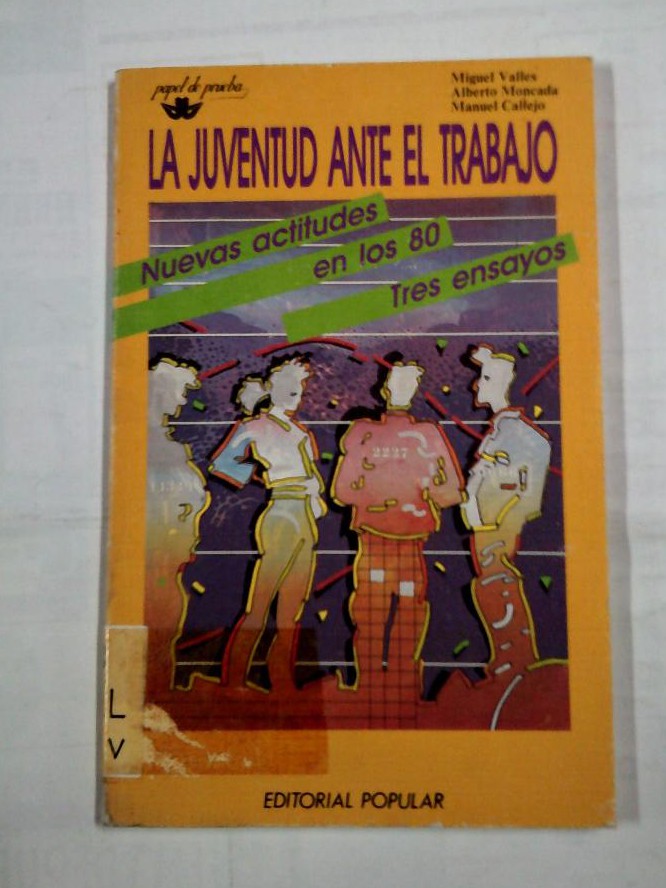 papel de prueba
Miguel Valles
Alberto Moncada
Manuel Callejo
LA JUVENTUD ANTE EL TRABAJO
Nuevas actitudes
en los 80
Tres ensayos
2227
L
V
EDITORIAL POPULAR